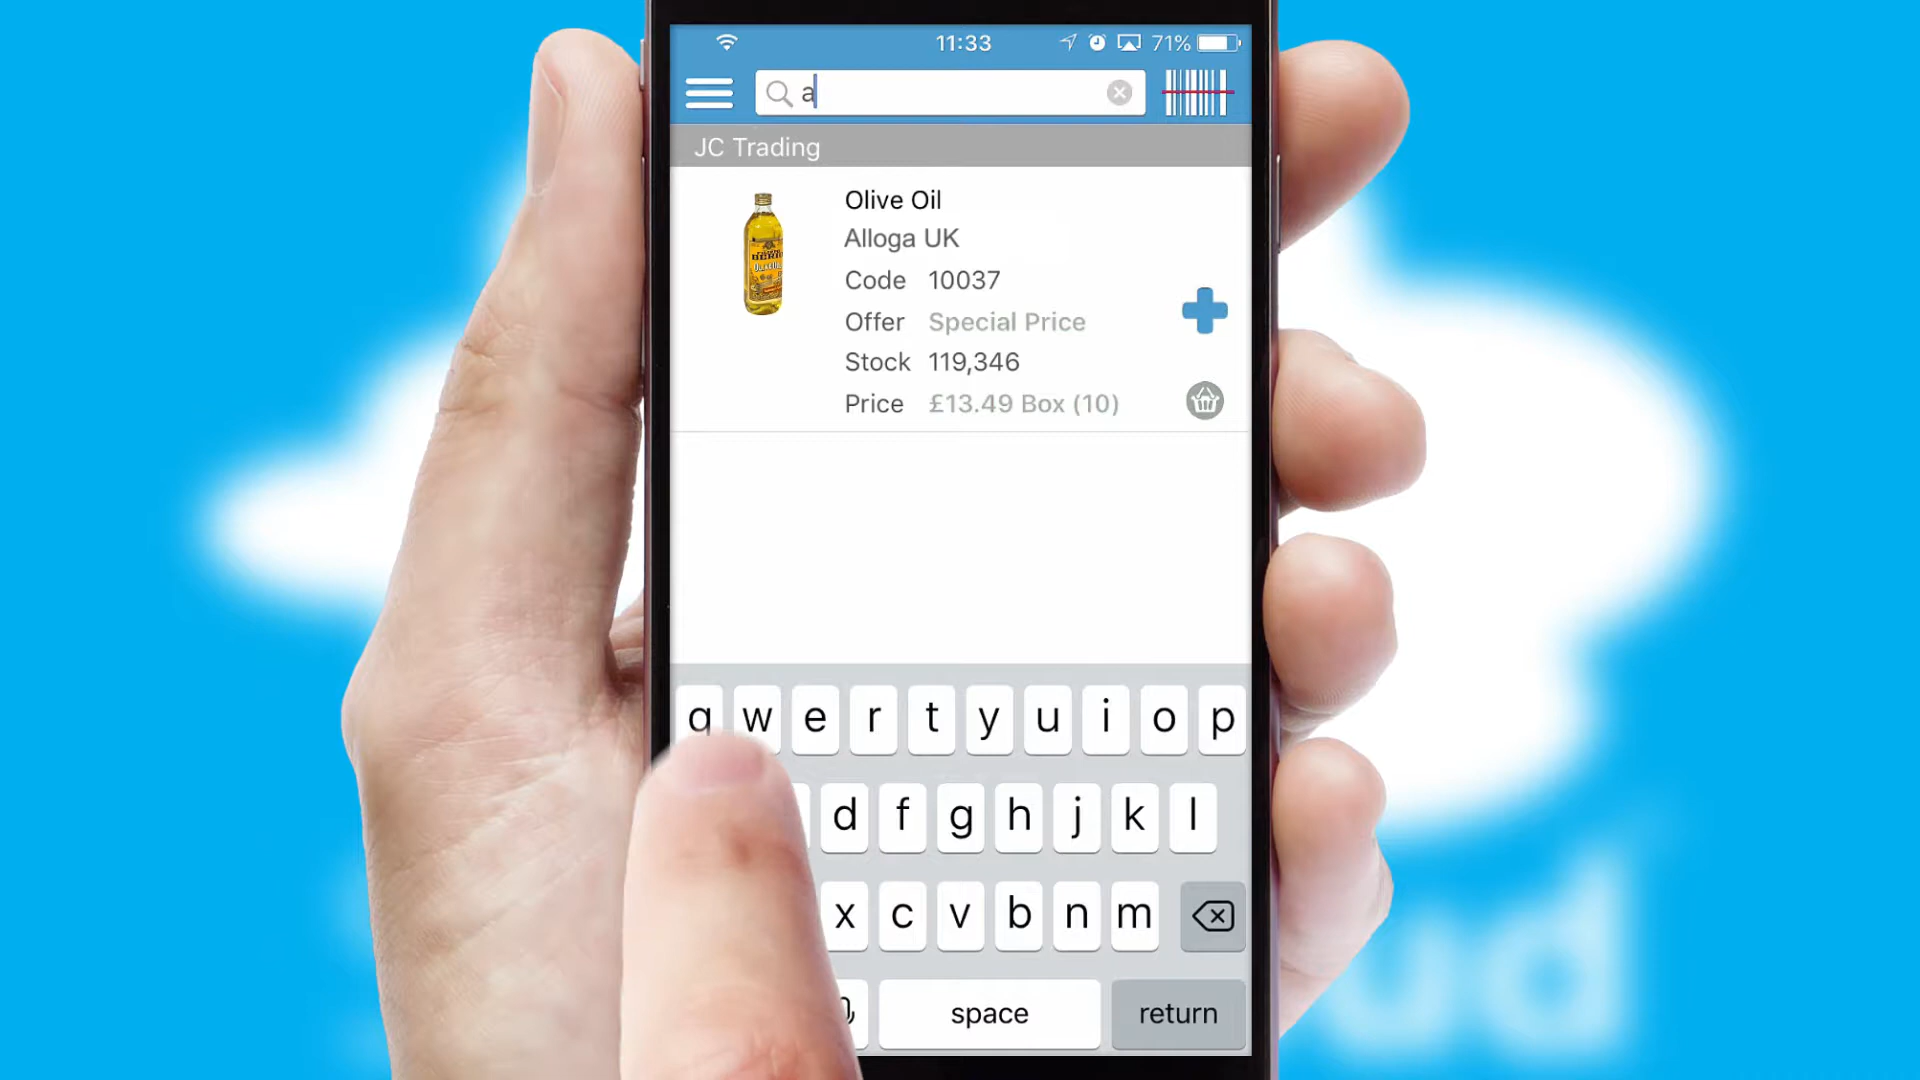 11:33
71%
a
JC Trading
Olive Oil
Alloga UK
Code 10037
Offer Special Price
Stock 119,346
Price £13.49 Box (10)
q w e r t y u i o p
d f g h j k l
x c v b n m
space return
ud